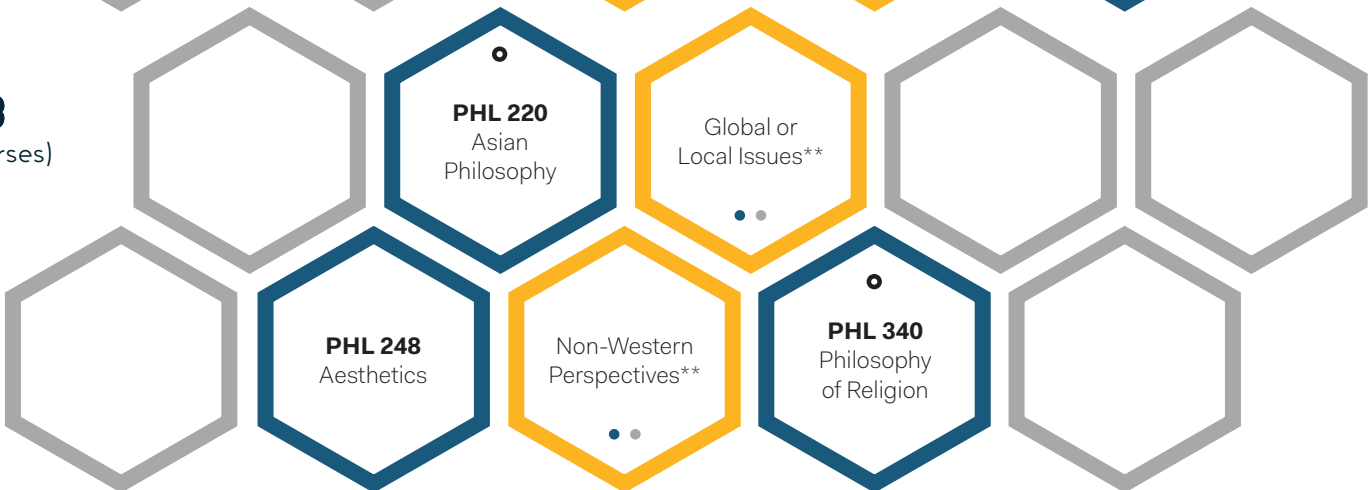 PHL 220
Asian
Philosophy
Global or
Local Issues**
PHL 248
Aesthetics
Non-Western
Perspectives**
PHL 340
Philosophy
of Religion